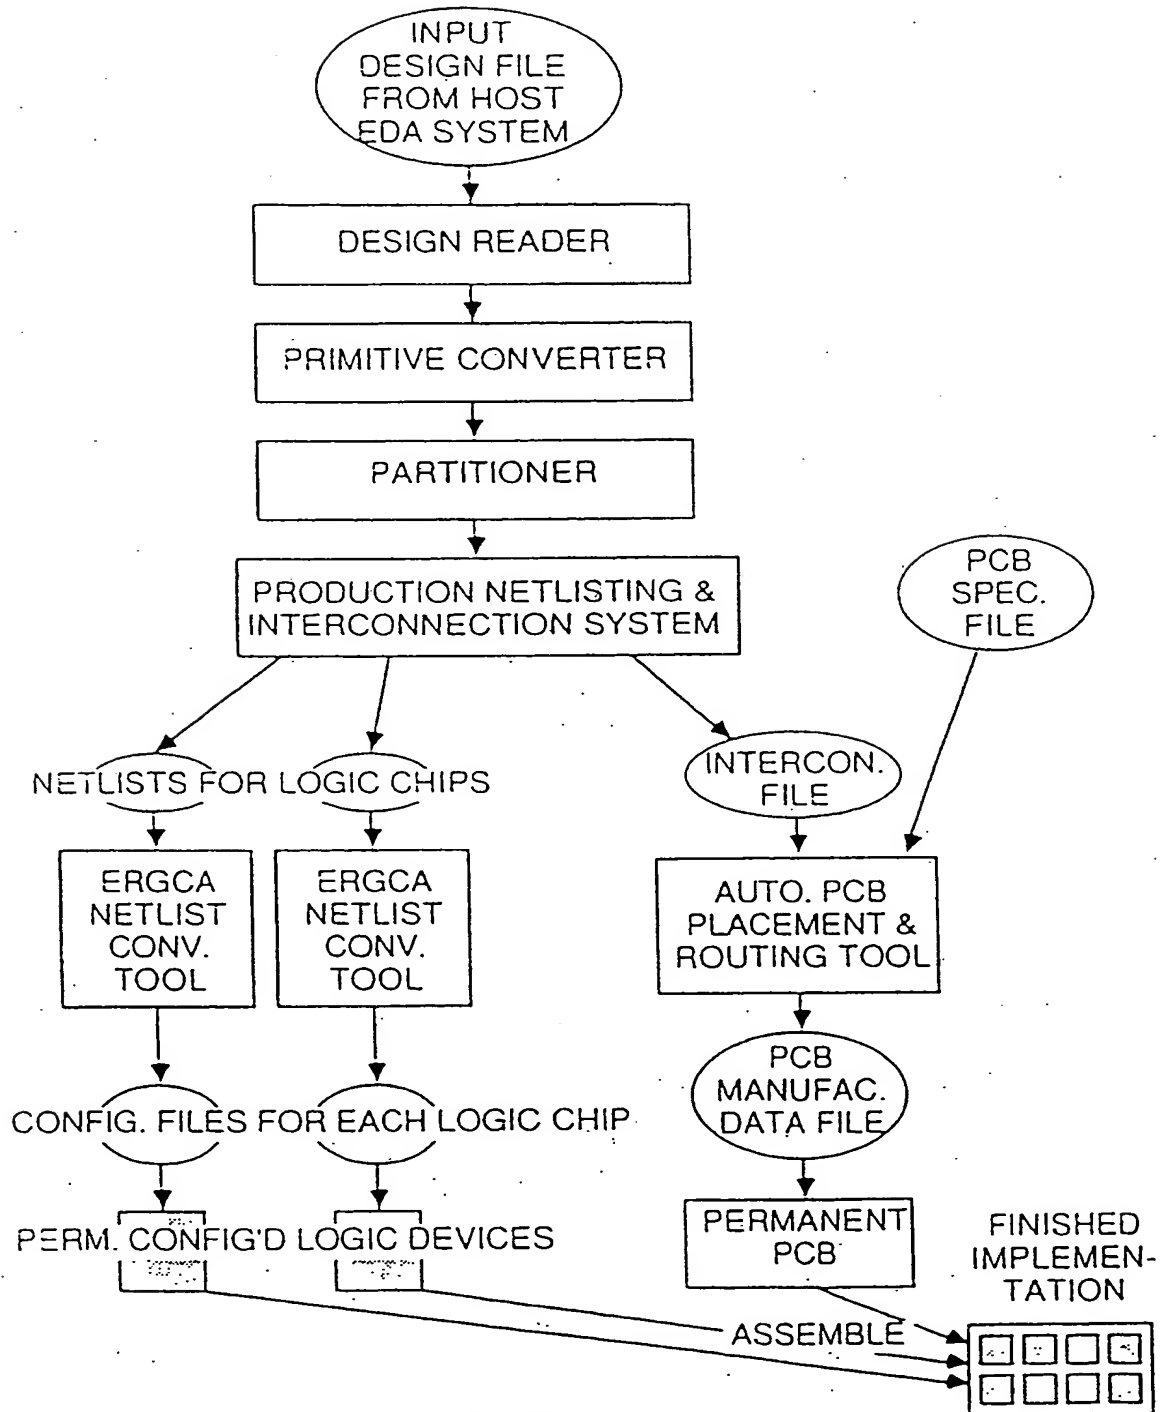 INPUT
DESIGN FILE
FROM HOST
EDA SYSTEM
DESIGN READER
PRIMITIVE CONVERTER
PARTITIONER
PRODUCTION NETLISTING &
INTERCONNECTION SYSTEM
PCB
SPEC.
FILE
NETLISTS FOR LOGIC CHIPS
INTERCON.
FILE
ERGCA
NETLIST
CONV.
TOOL
ERGCA
NETLIST
CONV.
TOOL
AUTO. PCB
PLACEMENT &
ROUTING TOOL
PCB
MANUFAC.
DATA FILE
CONFIG. FILES FOR EACH LOGIC CHIP
PERM. CONFIG'D LOGIC DEVICES
PERMANENT
PCB
FINISHED
IMPLEMEN-
TATION
ASSEMBLE